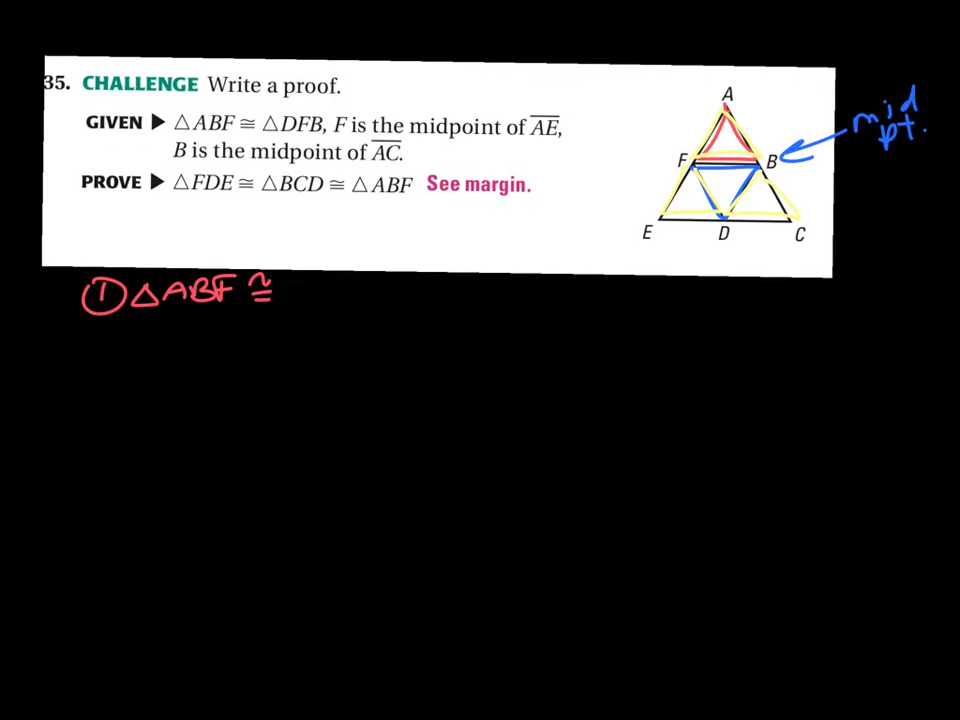 35. CHALLENGE Write a proof.
GIVEN ▶ △ABF ≅ △DFB, F is the midpoint of AE,
B is the midpoint of AC.
PROVE ▶ △FDE ≅ △BCD ≅ △ABF See margin.
A
F
B
E
D
C
mid
pt.
① △ABF ≅